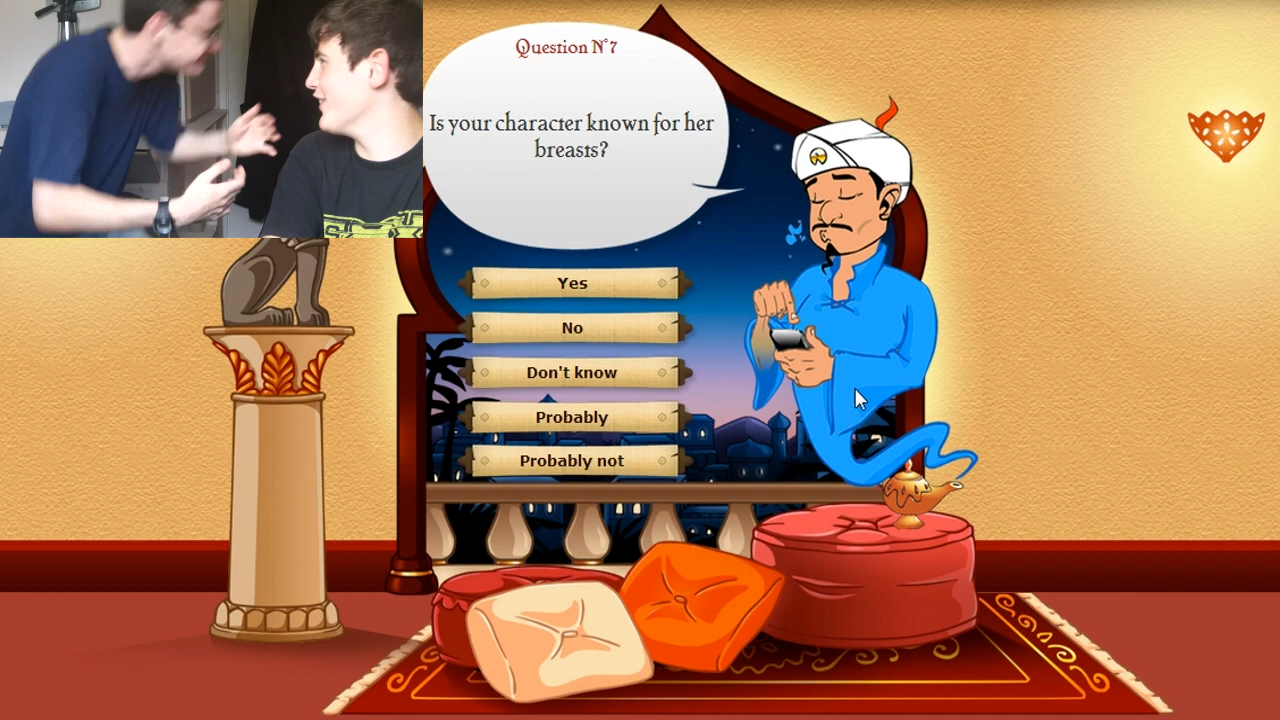 Question N°7
Is your character known for her
breasts?
Yes
No
Don't know
Probably
Probably not